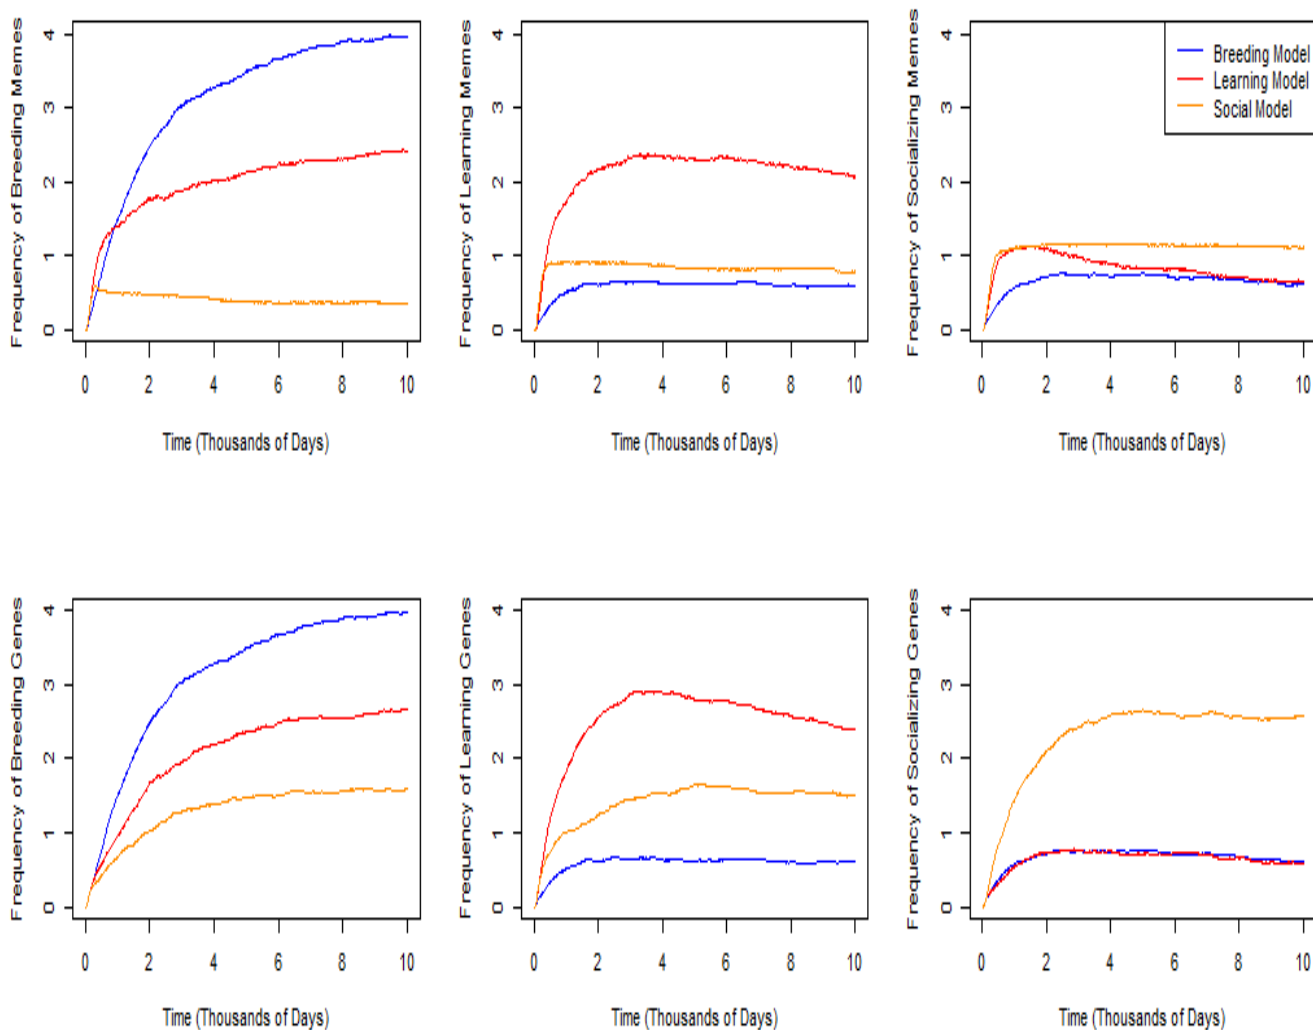 Frequency of Breeding Memes
4
3
2
1
0
0 2 4 6 8 10
Time (Thousands of Days)
Frequency of Learning Memes
4
3
2
1
0
0 2 4 6 8 10
Time (Thousands of Days)
Frequency of Socializing Memes
4
3
2
1
0
0 2 4 6 8 10
Time (Thousands of Days)
Breeding Model
Learning Model
Social Model
Frequency of Breeding Genes
4
3
2
1
0
0 2 4 6 8 10
Time (Thousands of Days)
Frequency of Learning Genes
4
3
2
1
0
0 2 4 6 8 10
Time (Thousands of Days)
Frequency of Socializing Genes
4
3
2
1
0
0 2 4 6 8 10
Time (Thousands of Days)